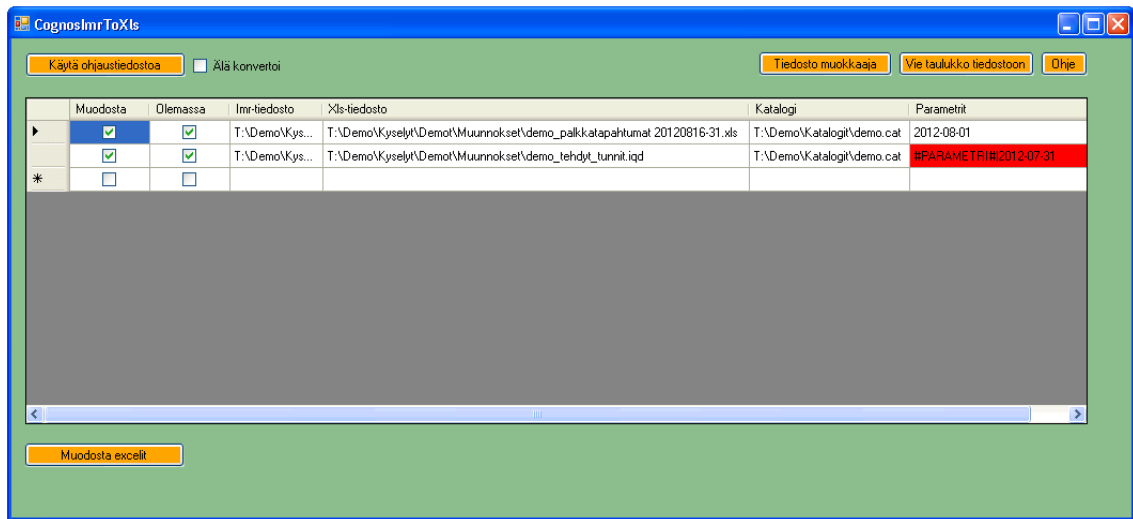 CognosImrToXls
Käytä ohjaustiedostoa Älä konvertoi Tiedosto muokkaaja Vie taulukko tiedostoon Ohje
Muodosta Olemassa Imr-tiedosto Xls-tiedosto Katalogi Parametrit
T:\Demo\Kys... T:\Demo\Kyselyt\Demot\Muunnokset\demo_palkkatapahtumat 20120816-31.xls T:\Demo\Katalogit\demo.cat 2012-08-01
T:\Demo\Kys... T:\Demo\Kyselyt\Demot\Muunnokset\demo_tehdyt_tunnit.iqd T:\Demo\Katalogit\demo.cat #PARAMETRI#|2012-07-31
Muodosta excelit